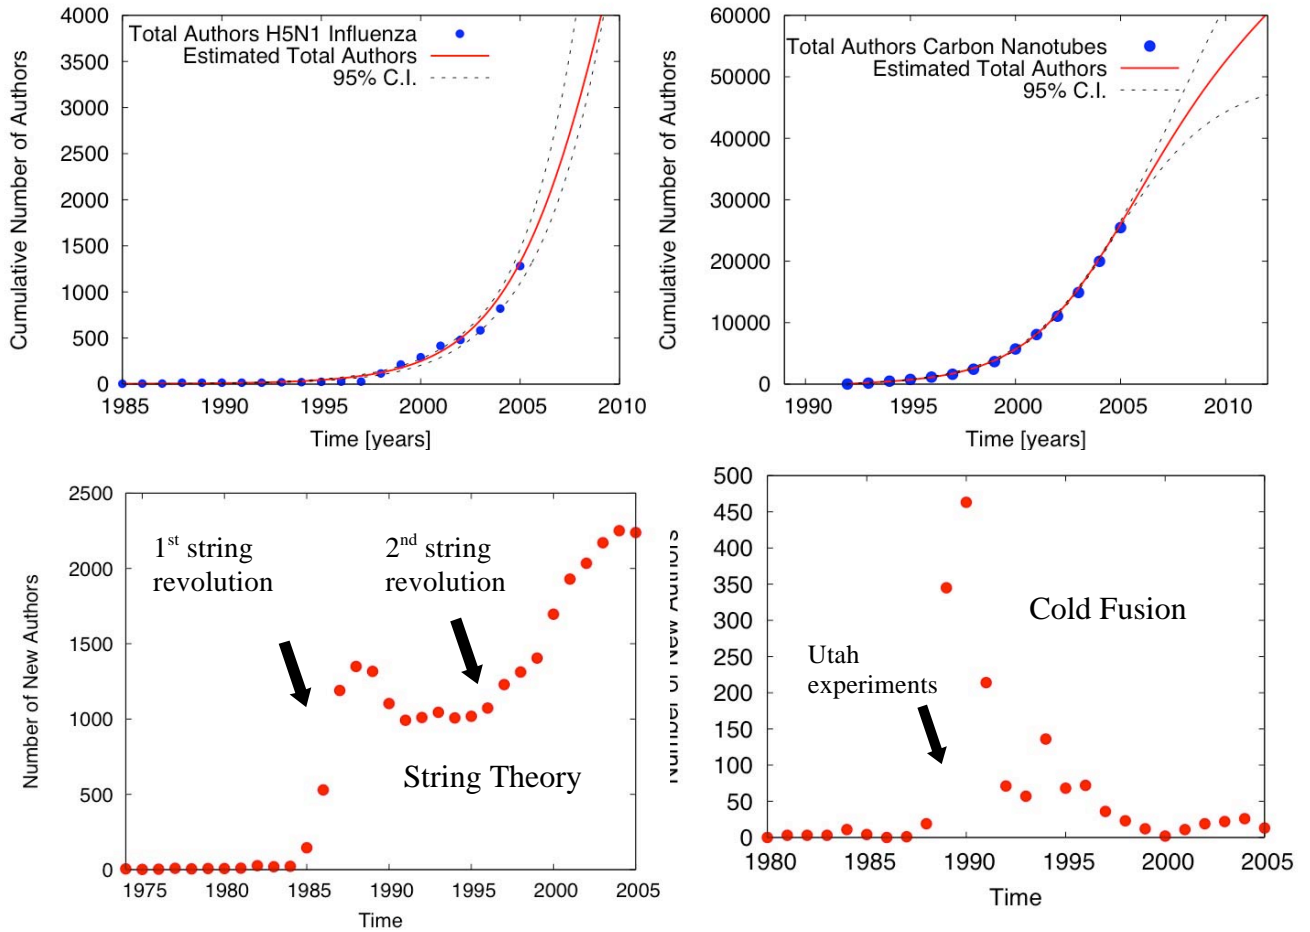 Total Authors H5N1 Influenza
Estimated Total Authors
95% C.I.
4000
3500
3000
2500
2000
1500
1000
500
0
Cumulative Number of Authors
1985
1990
1995
2000
2005
2010
Time [years]
Total Authors Carbon Nanotubes
Estimated Total Authors
95% C.I.
60000
50000
40000
30000
20000
10000
0
Cumulative Number of Authors
1990
1995
2000
2005
2010
Time [years]
2500
2000
1500
1000
500
0
Number of New Authors
1st string
revolution
2nd string
revolution
String Theory
1975
1980
1985
1990
1995
2000
2005
Time
500
450
400
350
300
250
200
150
100
50
0
Number of New Authors
Cold Fusion
Utah
experiments
1980
1985
1990
1995
2000
2005
Time